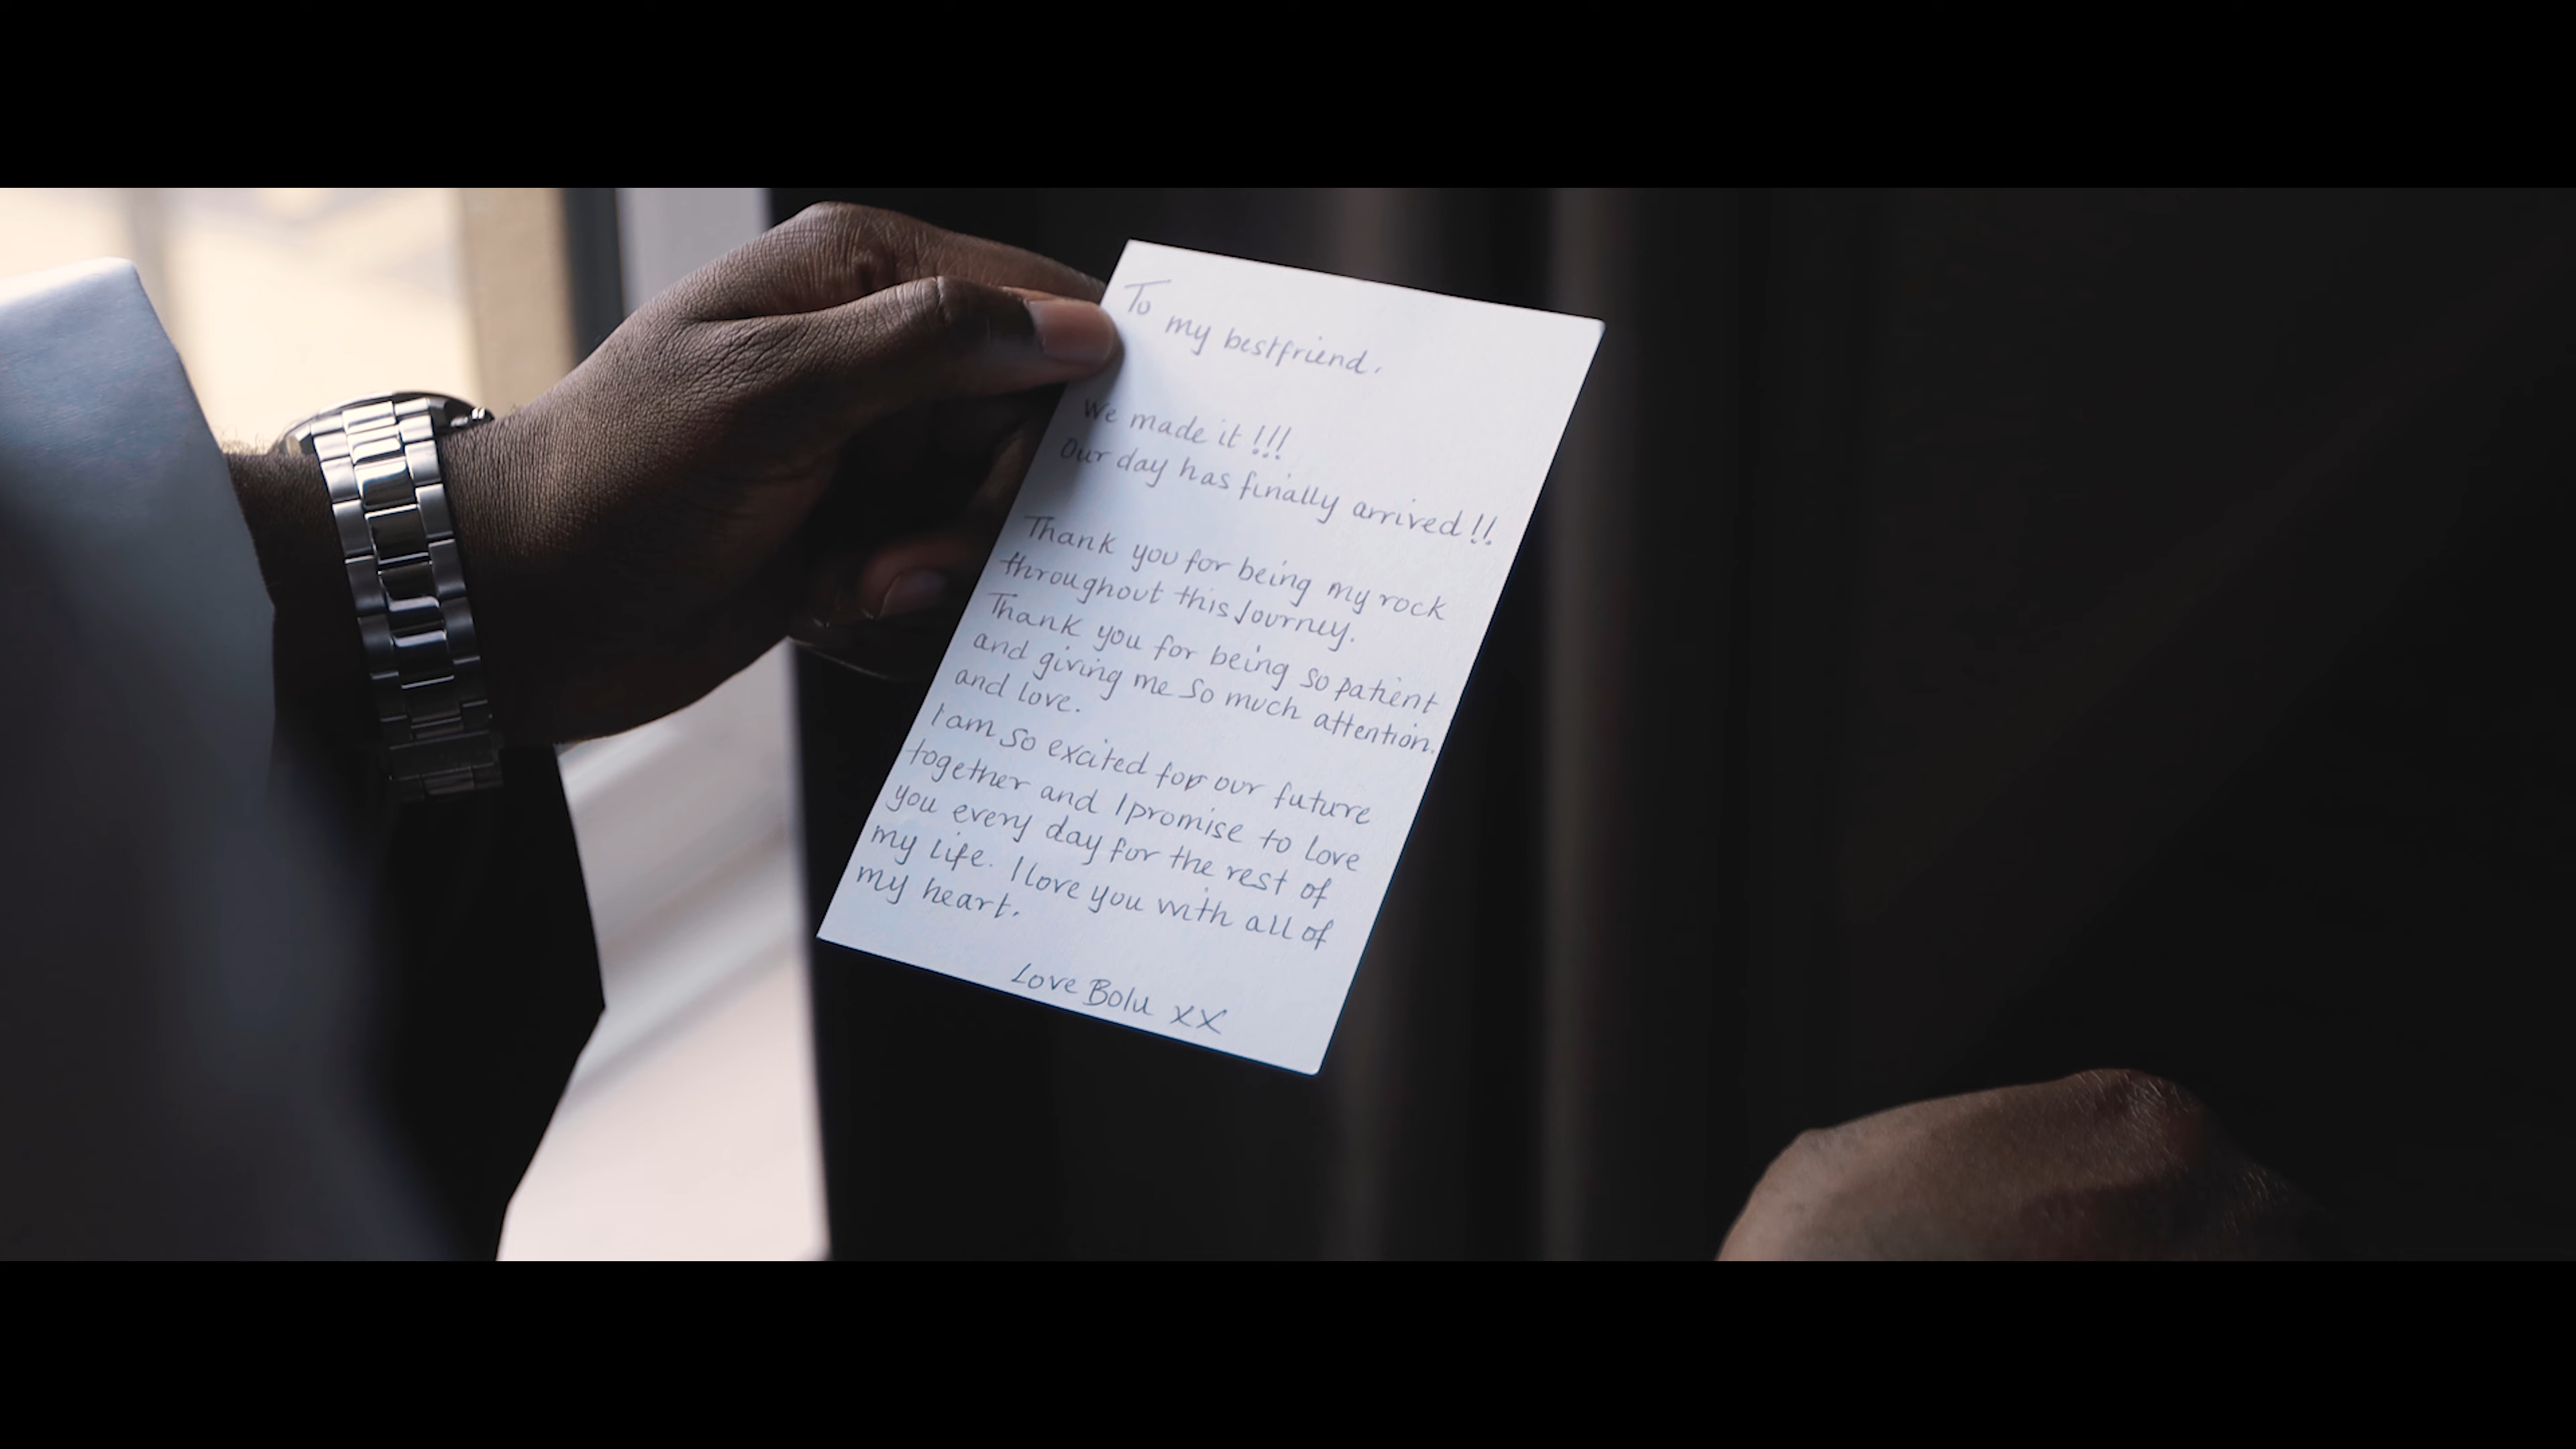 To my bestfriend,
We made it!!!
Our day has finally arrived!!
Thank you for being my rock
throughout this Journey.
Thank you for being so patient
and giving me so much attention.
and love.
I am so excited for our future
together and I promise to love
you every day for the rest of
my life. I love you with all of
my heart.
Love Bolu xx